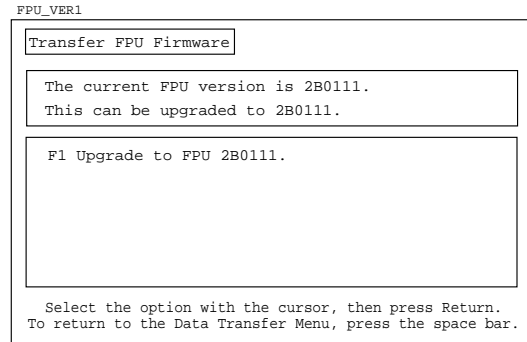 FPU_VER1
Transfer FPU Firmware
The current FPU version is 2B0111.
This can be upgraded to 2B0111.
F1 Upgrade to FPU 2B0111.
Select the option with the cursor, then press Return.
To return to the Data Transfer Menu, press the space bar.